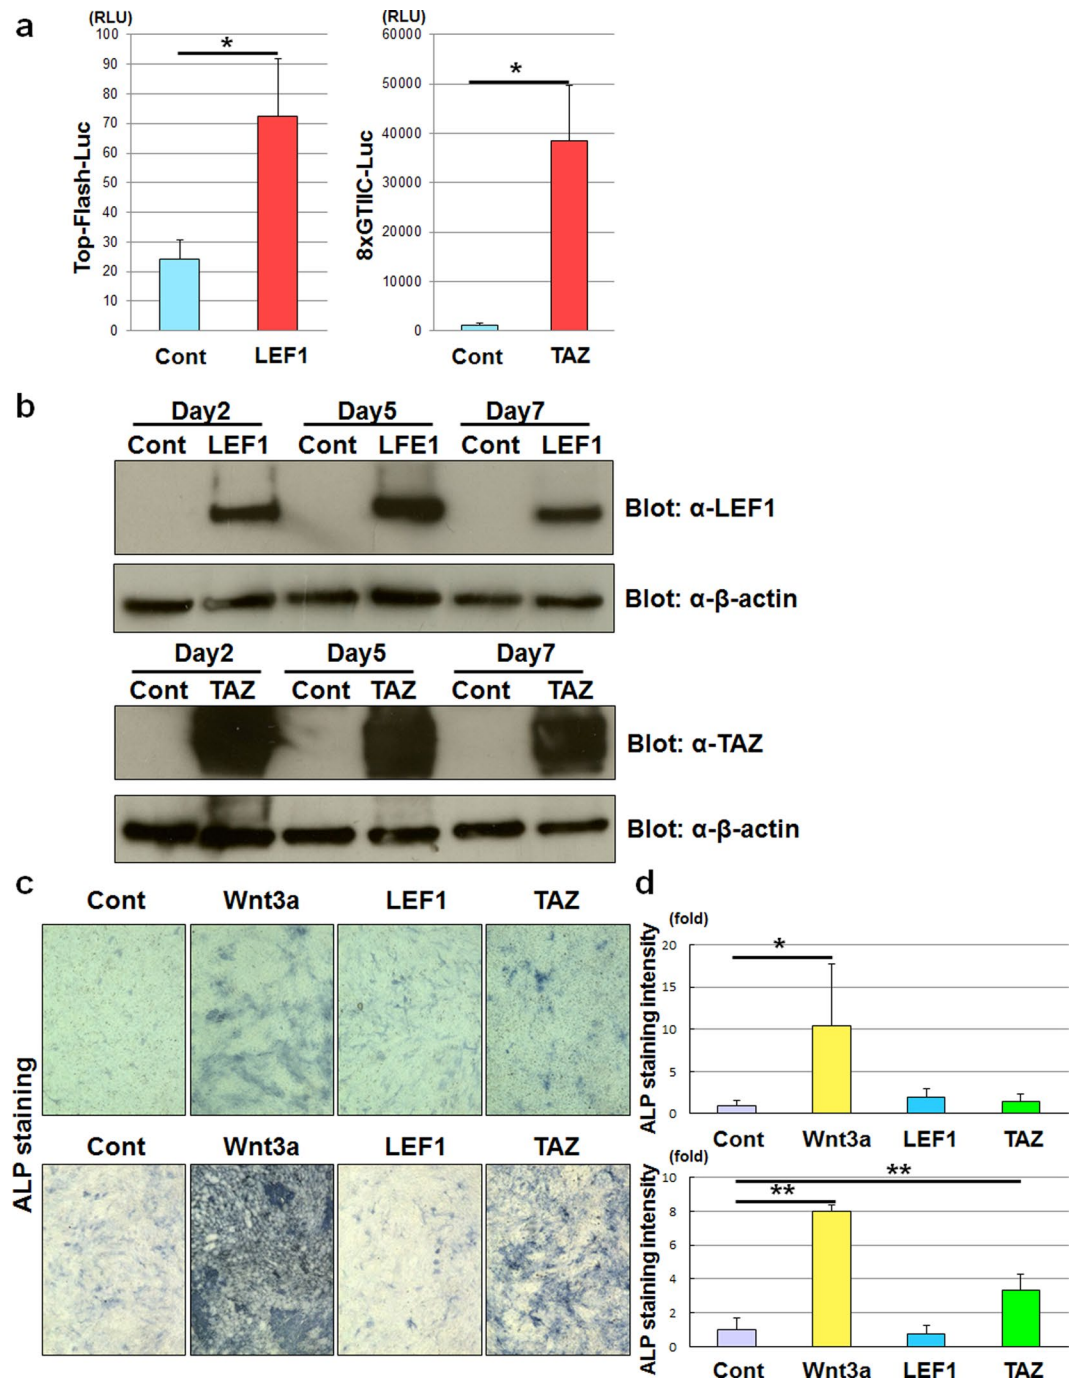 a
(RLU)
Top-Flash-Luc
100
90
80
70
60
50
40
30
20
10
0
*
Cont LEF1
(RLU)
8xGTIIC-Luc
60000
50000
40000
30000
20000
10000
0
*
Cont TAZ
b
Day2 Day5 Day7
Cont LEF1 Cont LFE1 Cont LEF1
Blot: α-LEF1
Blot: α-β-actin
Day2 Day5 Day7
Cont TAZ Cont TAZ Cont TAZ
Blot: α-TAZ
Blot: α-β-actin
c
ALP staining
Cont Wnt3a LEF1 TAZ
Cont Wnt3a LEF1 TAZ
d
(fold)
ALP staining intensity
20
15
10
5
0
*
Cont Wnt3a LEF1 TAZ
(fold)
ALP staining intensity
10
8
6
4
2
0
**
**
Cont Wnt3a LEF1 TAZ